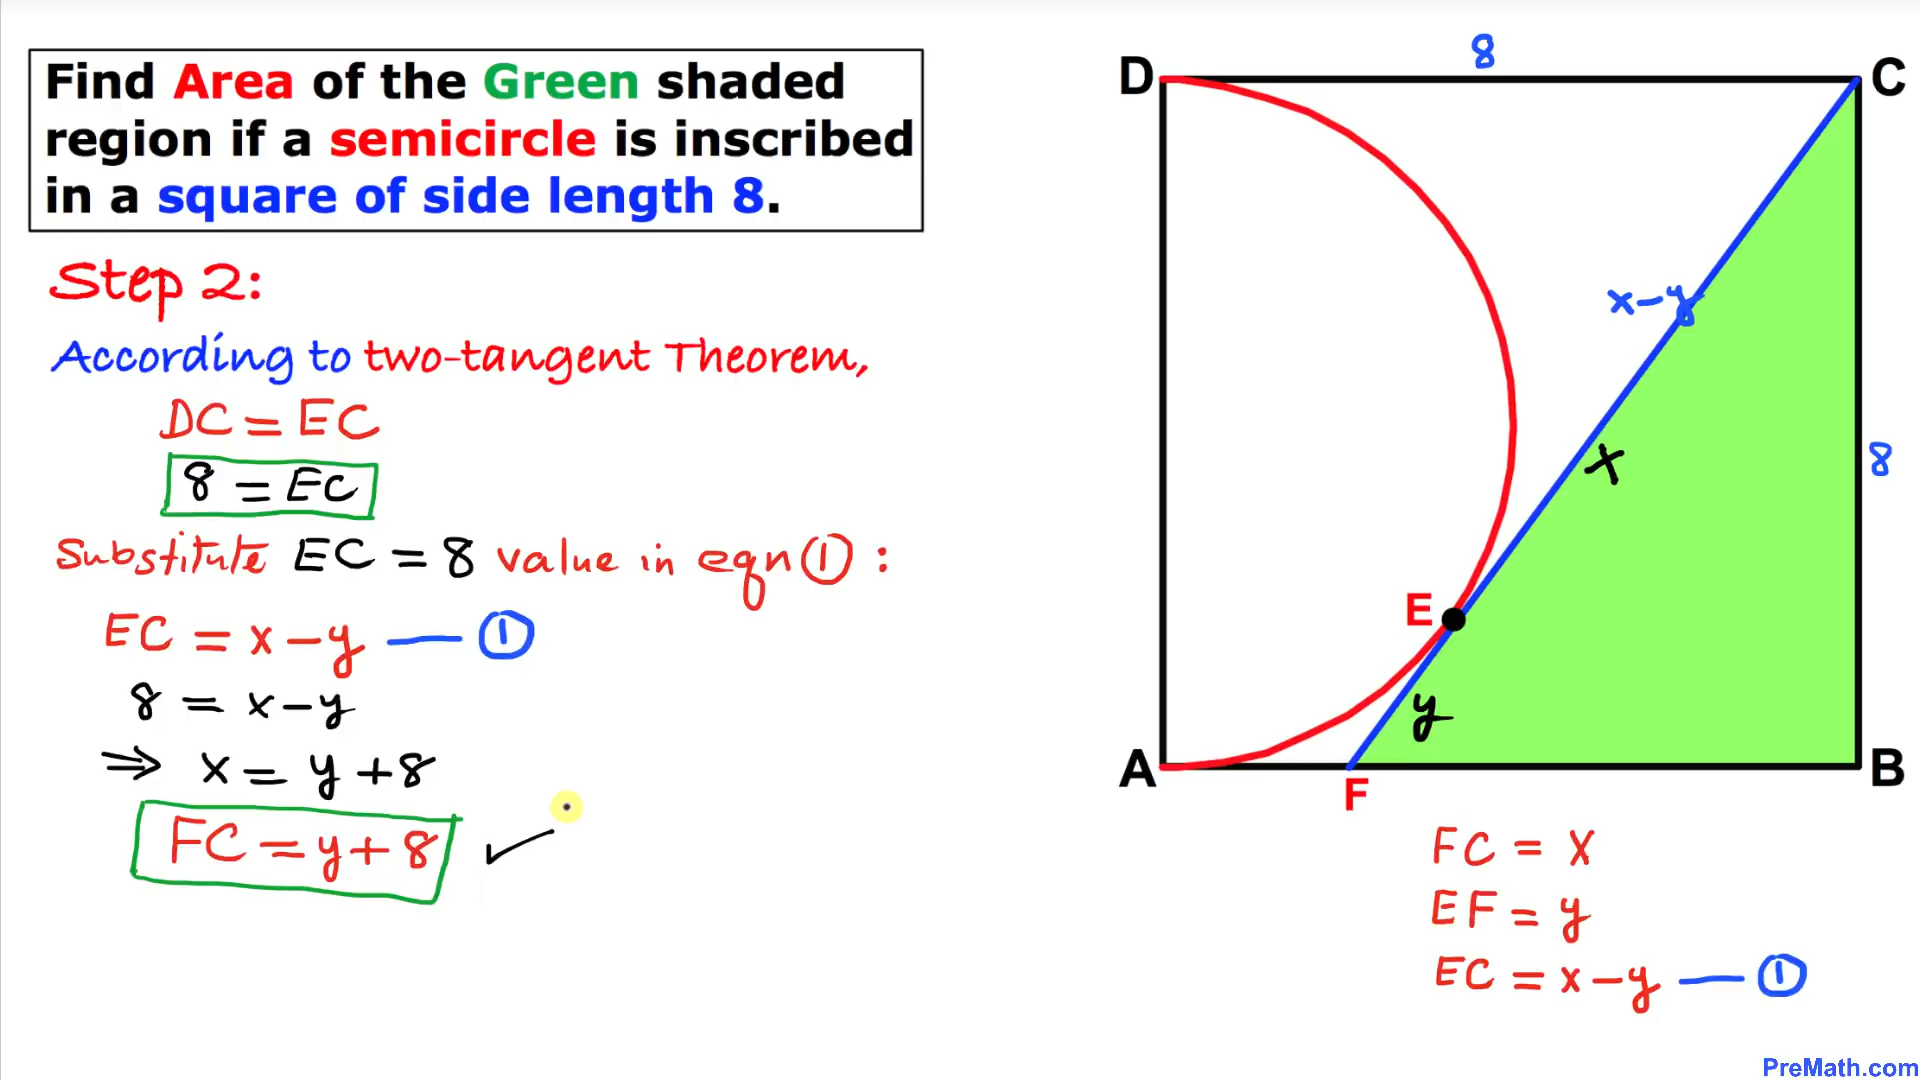 Find Area of the Green shaded
region if a semicircle is inscribed
in a square of side length 8.
Step 2:
According to two-tangent Theorem,
DC = EC
8 = EC
Substitute EC = 8 value in eqn ① :
EC = x - y — ①
8 = x - y
⇒ x = y + 8
FC = y + 8 ✓
8
D
C
x - y
8
x
E
y
A
B
F
FC = x
EF = y
EC = x - y — ①
PreMath.com